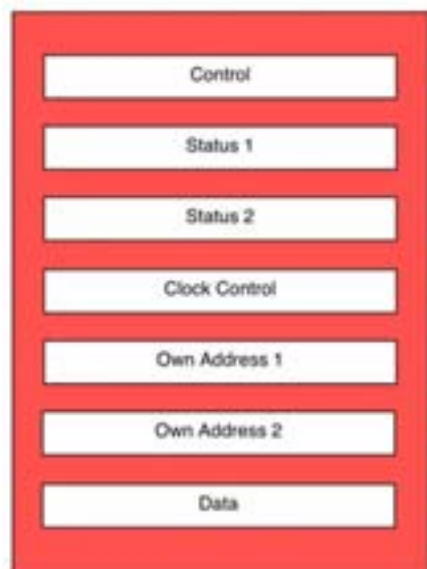 Control
Status 1
Status 2
Clock Control
Own Address 1
Own Address 2
Data